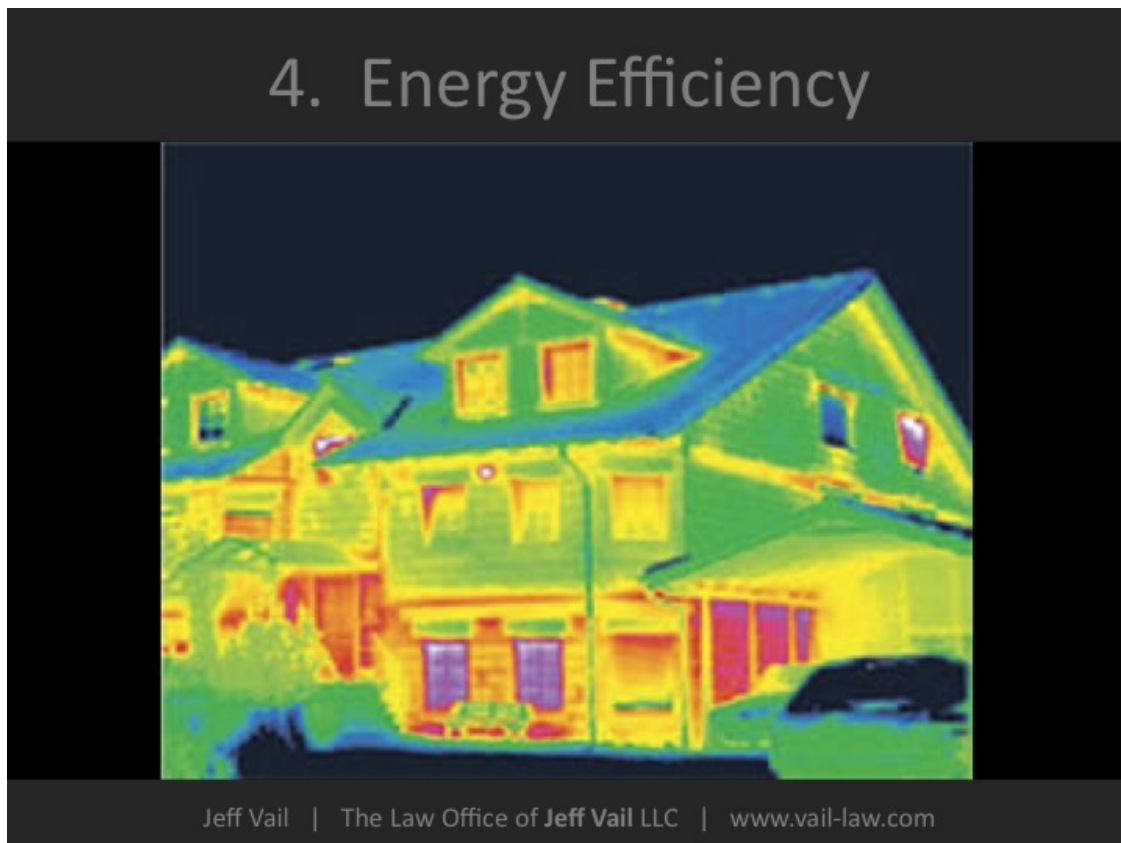 4. Energy Efficiency
Jeff Vail | The Law Office of Jeff Vail LLC | www.vail-law.com